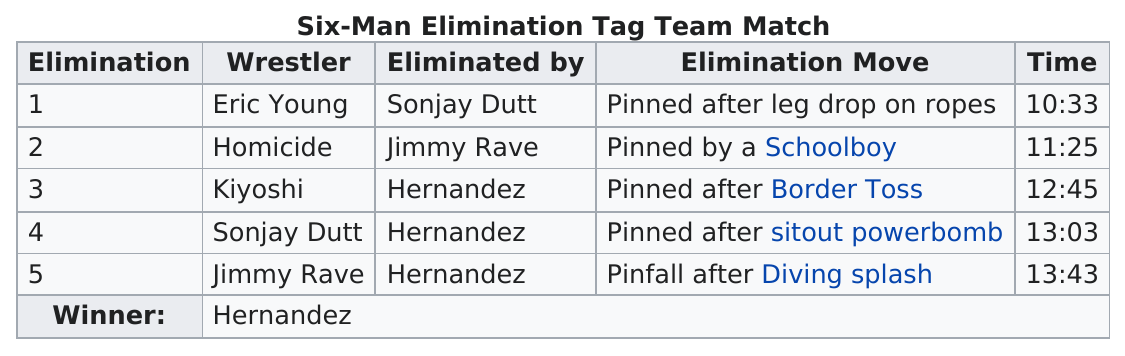 Six-Man Elimination Tag Team Match
Elimination Wrestler Eliminated by Elimination Move Time
1 Eric Young Sonjay Dutt Pinned after leg drop on ropes 10:33
2 Homicide Jimmy Rave Pinned by a Schoolboy 11:25
3 Kiyoshi Hernandez Pinned after Border Toss 12:45
4 Sonjay Dutt Hernandez Pinned after sitout powerbomb 13:03
5 Jimmy Rave Hernandez Pinfall after Diving splash 13:43
Winner: Hernandez